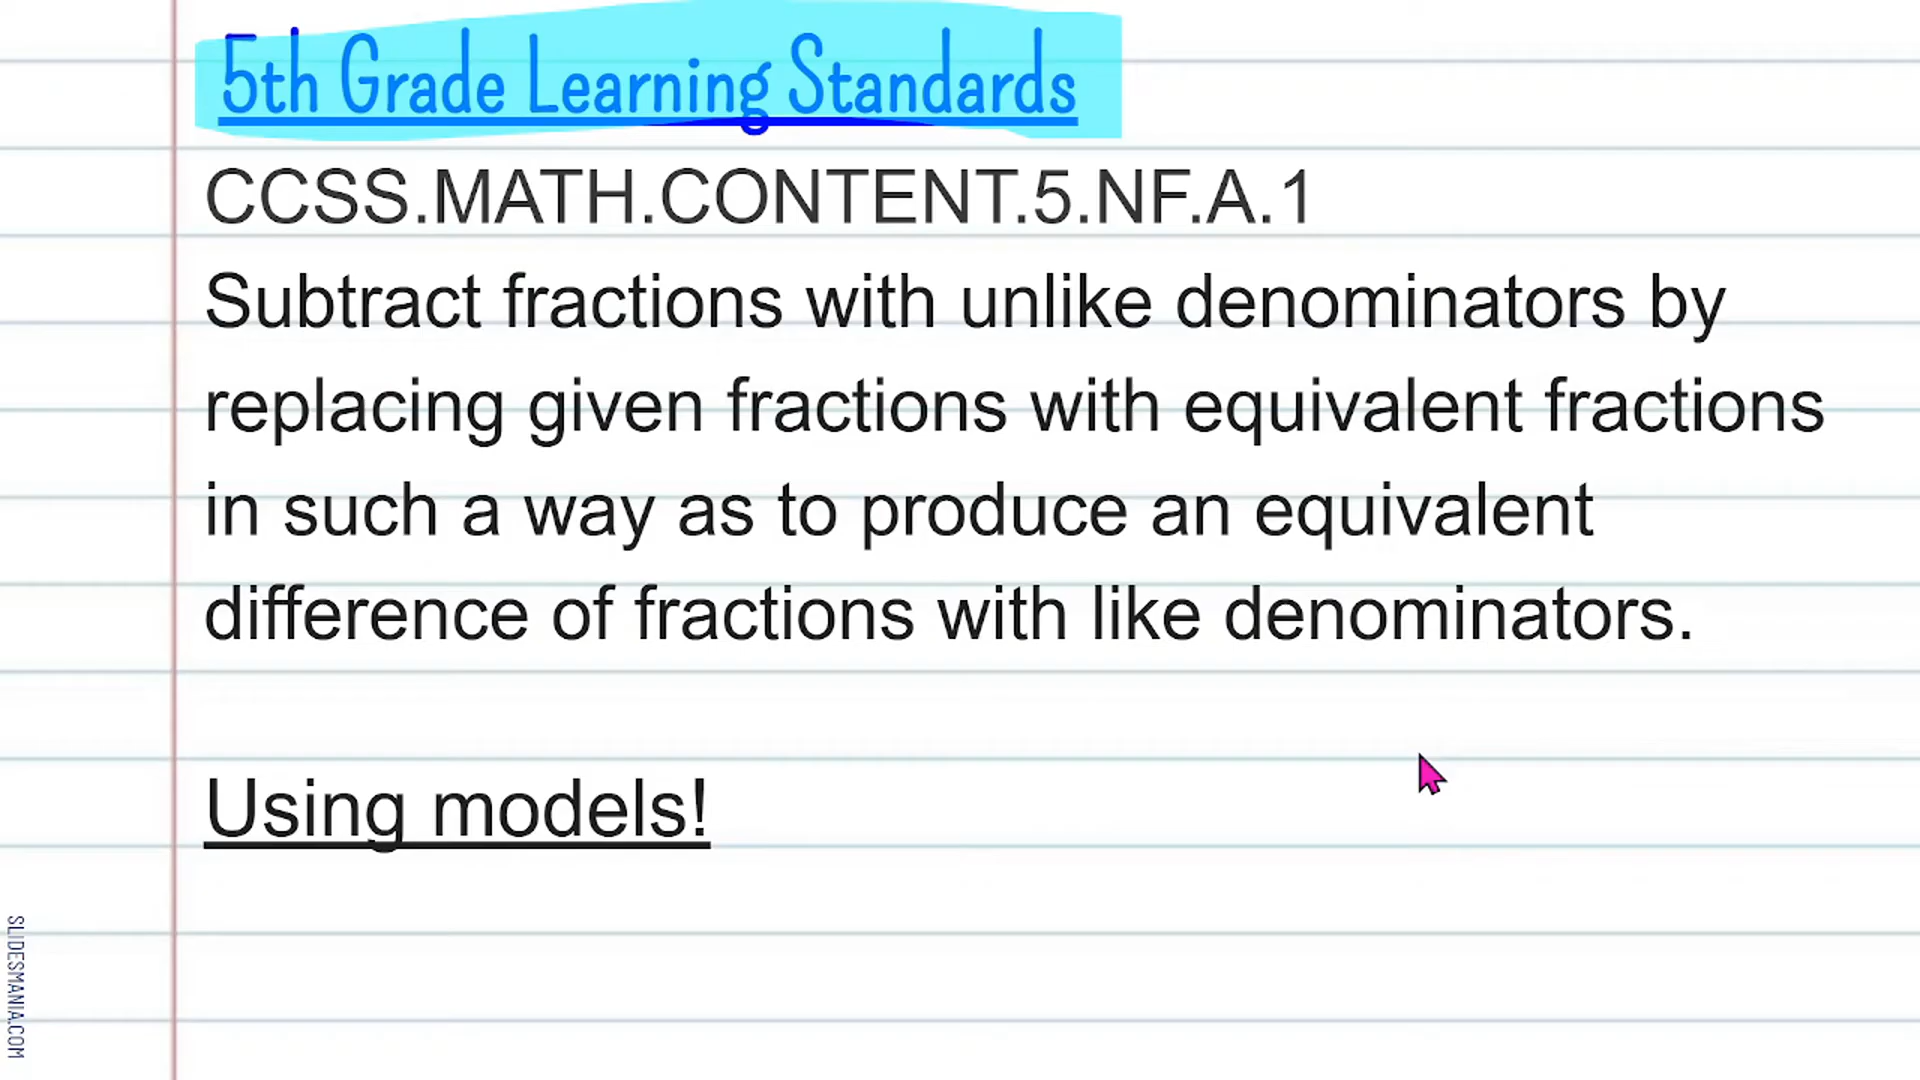 5th Grade Learning Standards
CCSS.MATH.CONTENT.5.NF.A.1
Subtract fractions with unlike denominators by
replacing given fractions with equivalent fractions
in such a way as to produce an equivalent
difference of fractions with like denominators.
Using models!
SLIDESMANIA.COM